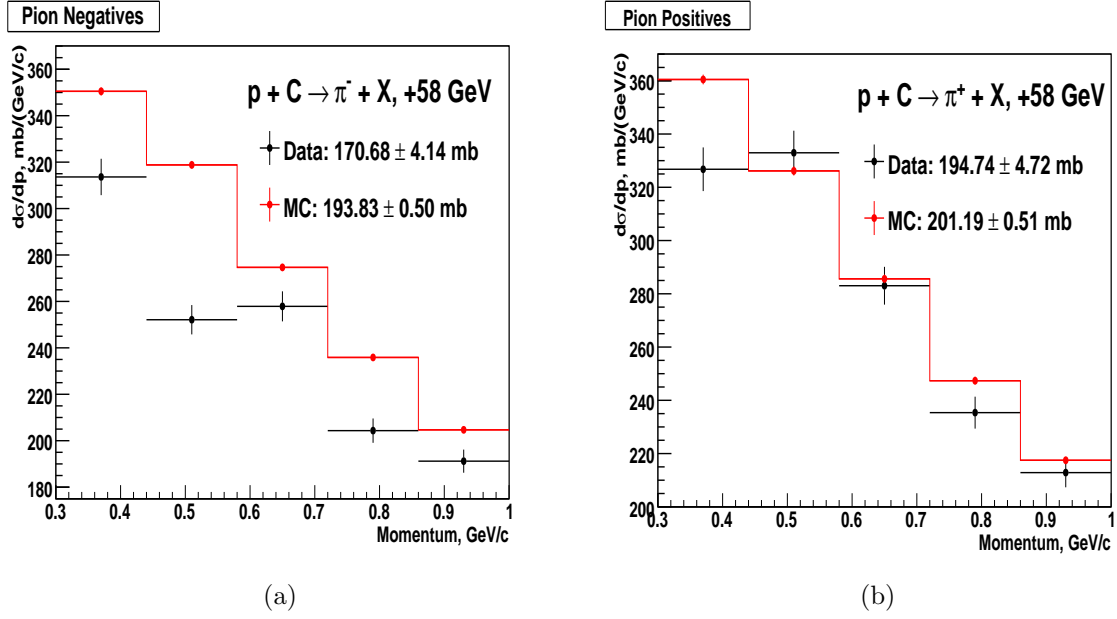 Pion Negatives
dσ/dp, mb/(GeV/c)
360
340
320
300
280
260
240
220
200
180
p + C → π⁻ + X, +58 GeV
Data: 170.68 ± 4.14 mb
MC: 193.83 ± 0.50 mb
0.3 0.4 0.5 0.6 0.7 0.8 0.9 1
Momentum, GeV/c
(a)
Pion Positives
dσ/dp, mb/(GeV/c)
360
340
320
300
280
260
240
220
200
p + C → π⁺ + X, +58 GeV
Data: 194.74 ± 4.72 mb
MC: 201.19 ± 0.51 mb
0.3 0.4 0.5 0.6 0.7 0.8 0.9 1
Momentum, GeV/c
(b)